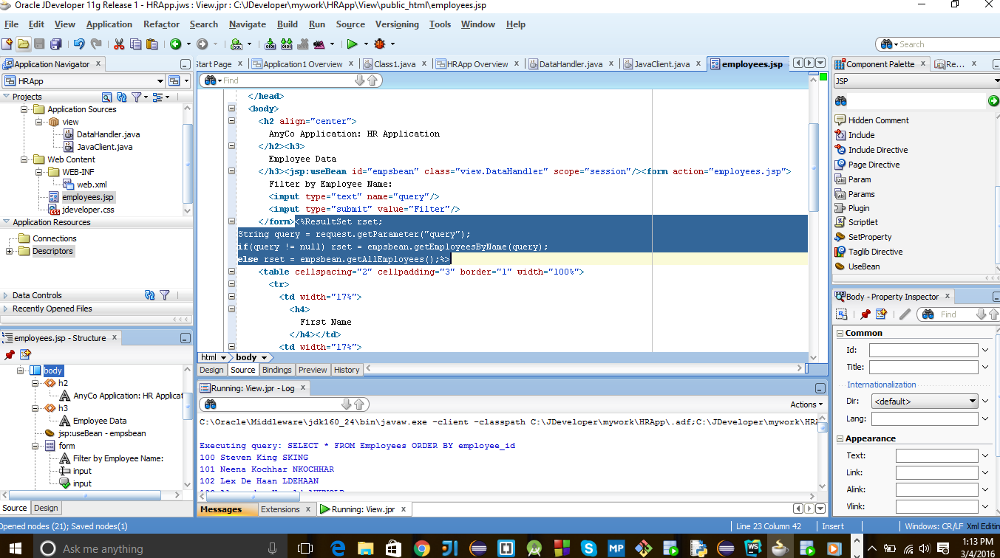 Oracle JDeveloper 11g Release 1 - HRApp.jws : View.jpr : C:\JDeveloper\mywork\HRApp\View\public_html\employees.jsp
File Edit View Application Refactor Search Navigate Build Run Source Versioning Tools Window Help
Search
Application Navigator
HRApp
Projects
Application Sources
view
DataHandler.java
JavaClient.java
Web Content
WEB-INF
web.xml
employees.jsp
jdeveloper.css
Application Resources
Connections
Descriptors
Data Controls
Recently Opened Files
employees.jsp - Structure
body
h2
AnyCo Application: HR Applicat
h3
Employee Data
jsp:useBean - empsbean
form
Filter by Employee Name:
input
input
Source Design
Start Page Application1 Overview Class1.java HRApp Overview DataHandler.java JavaClient.java employees.jsp
Find
</head>
<body>
<h2 align="center">
AnyCo Application: HR Application
</h2><h3>
Employee Data
</h3><jsp:useBean id="empsbean" class="view.DataHandler" scope="session"/><form action="employees.jsp">
Filter by Employee Name:
<input type="text" name="query"/>
<input type="submit" value="Filter"/>
</form><%ResultSet rset;
String query = request.getParameter("query");
if(query != null) rset = empsbean.getEmployeesByName(query);
else rset = empsbean.getAllEmployees();%>
<table cellspacing="2" cellpadding="3" border="1" width="100%">
<tr>
<td width="17%">
<h4>
First Name
</h4></td>
<td width="17%">
html body
Design Source Bindings Preview History
Running: View.jpr - Log
Actions
C:\Oracle\Middleware\jdk160_24\bin\javaw.exe -client -classpath C:\JDeveloper\mywork\HRApp\.adf;C:\JDeveloper\mywork\HRA
Executing query: SELECT * FROM Employees ORDER BY employee_id
100 Steven King SKING
101 Neena Kochhar NKOCHHAR
102 Lex De Haan LDEHAAN
Messages Extensions Running: View.jpr
Component Palette Re...
JSP
Hidden Comment
Include
Include Directive
Page Directive
Param
Params
Plugin
Scriptlet
SetProperty
Taglib Directive
UseBean
Body - Property Inspector
Find
Common
Id:
Title:
Internationalization
Dir: <default>
Lang:
Appearance
Text:
Link:
Alink:
Vlink:
Opened nodes (21); Saved nodes(1)
Line 23 Column 42 Insert Windows: CR/LF Xml Editin
Ask me anything
1:13 PM
3/4/2016